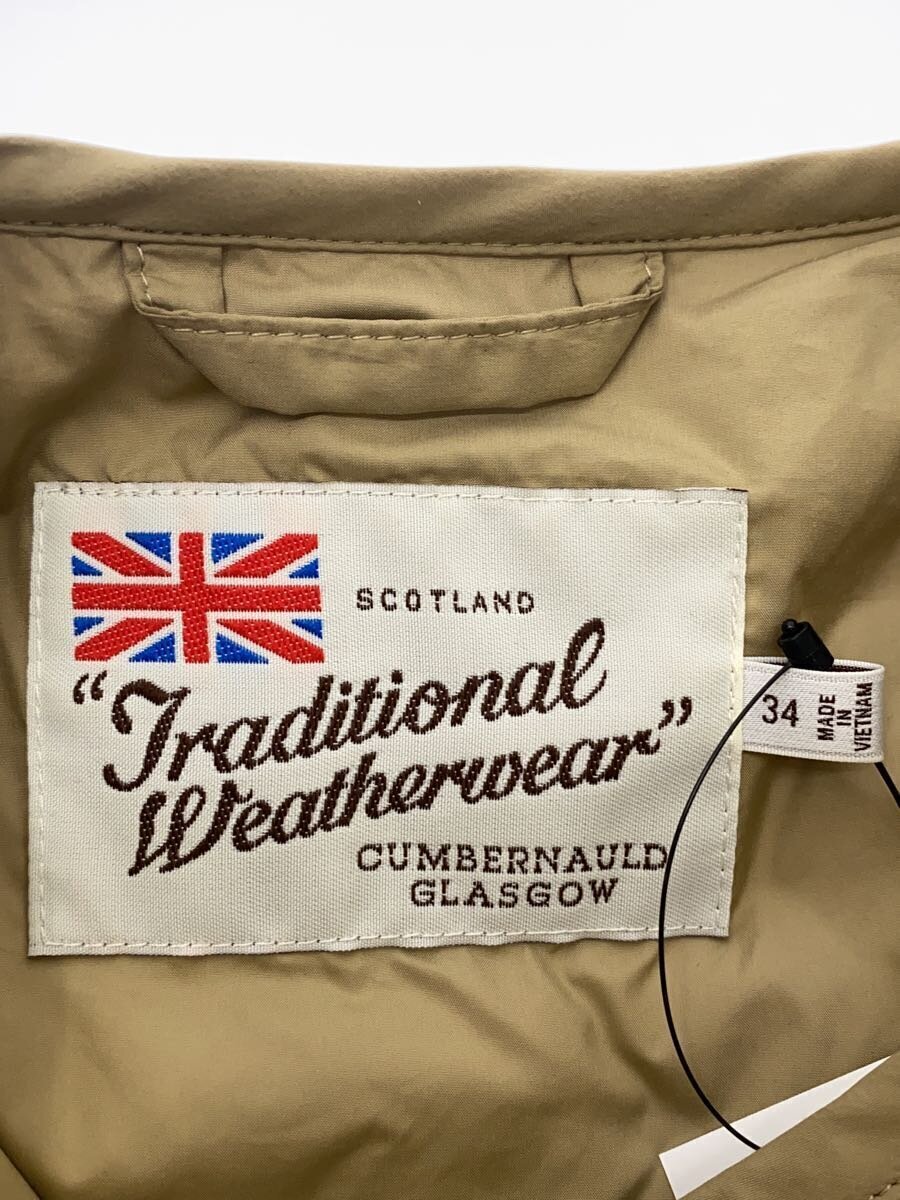 SCOTLAND
"Traditional
Weatherwear"
CUMBERNAULD
GLASGOW
34
MADE
IN
VIETNAM